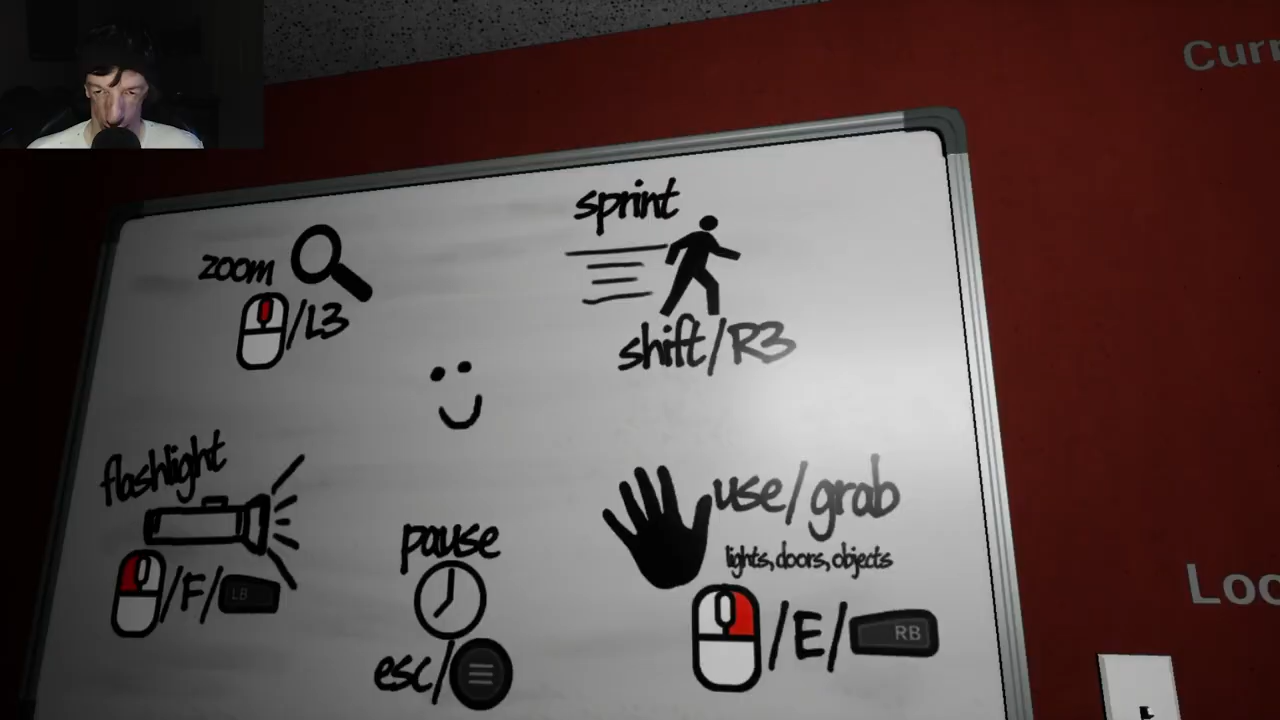 Curr
sprint
zoom
/L3
shift/R3
flashlight
use/grab
pause
lights, doors, objects
/F/ LB
/E/ RB
esc/
Loc